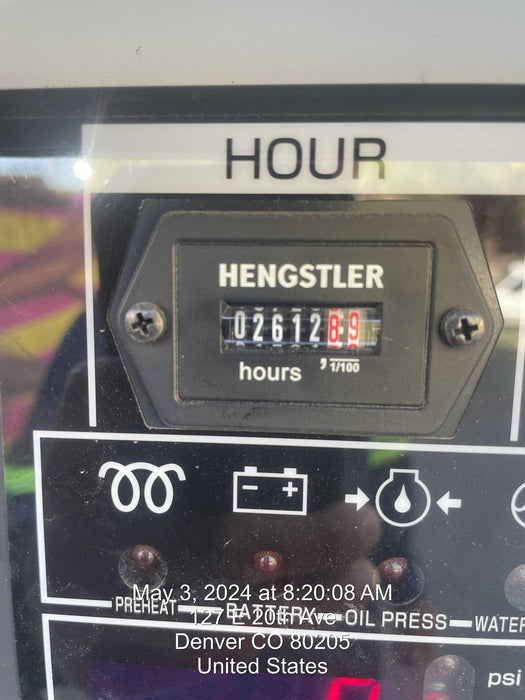 HOUR
HENGSTLER
0261289
hours , 1/100
PREHEAT BATTERY OIL PRESS WATER
May 3, 2024 at 8:20:08 AM
127 E 20th Ave
Denver CO 80205
United States
psi